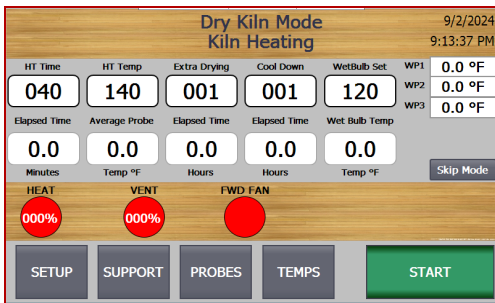 Dry Kiln Mode
Kiln Heating
9/2/2024
9:13:37 PM
HT Time HT Temp Extra Drying Cool Down WetBulb Set
040 140 001 001 120
WP1 0.0 °F
WP2 0.0 °F
WP3 0.0 °F
Elapsed Time Average Probe Elapsed Time Elapsed Time Wet Bulb Temp
0.0 0.0 0.0 0.0 0.0
Minutes Temp °F Hours Hours Temp °F
Skip Mode
HEAT VENT FWD FAN
000% 000%
SETUP SUPPORT PROBES TEMPS START